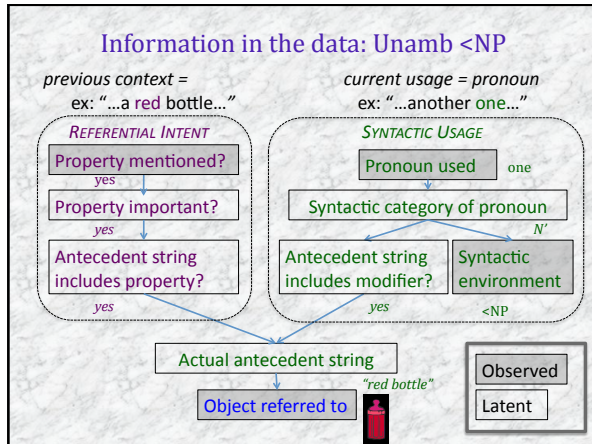 Information in the data: Unamb <NP
previous context =
ex: “…a red bottle…”
current usage = pronoun
ex: “…another one…”
REFERENTIAL INTENT
Property mentioned?
yes
Property important?
yes
Antecedent string
includes property?
yes
SYNTACTIC USAGE
Pronoun used
one
Syntactic category of pronoun
N’
Antecedent string
includes modifier?
yes
Syntactic
environment
<NP
Actual antecedent string
“red bottle”
Object referred to
Observed
Latent